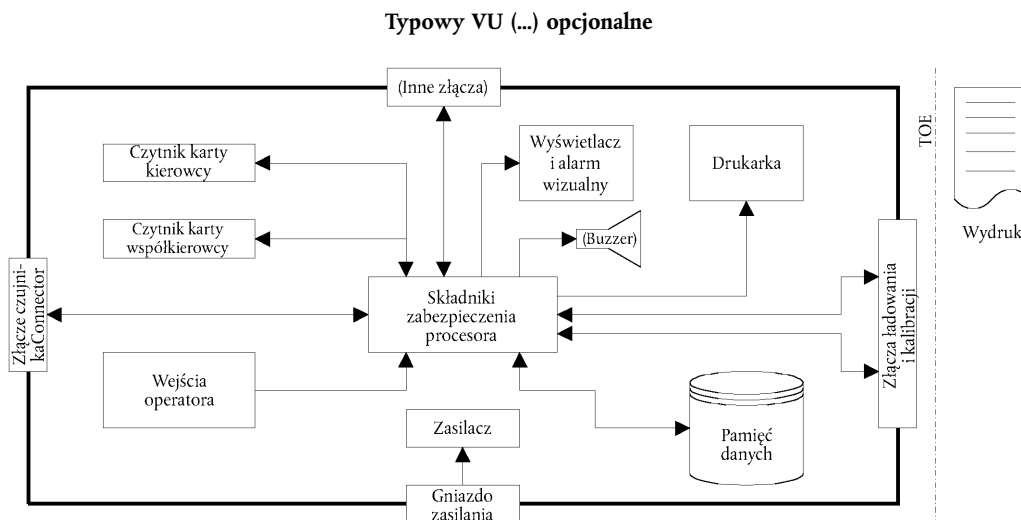 Typowy VU (...) opcjonalne
(Inne złącza)
Czytnik karty
kierowcy
Wyświetlacz
i alarm
wizualny
Drukarka
TOE
Czytnik karty
współkierowcy
(Buzzer)
Wydruk
Złącze czujni-
kaConnector
Składniki
zabezpieczenia
procesora
Złącza ładowania
i kalibracji
Wejścia
operatora
Zasilacz
Pamięć
danych
Gniazdo
zasilania